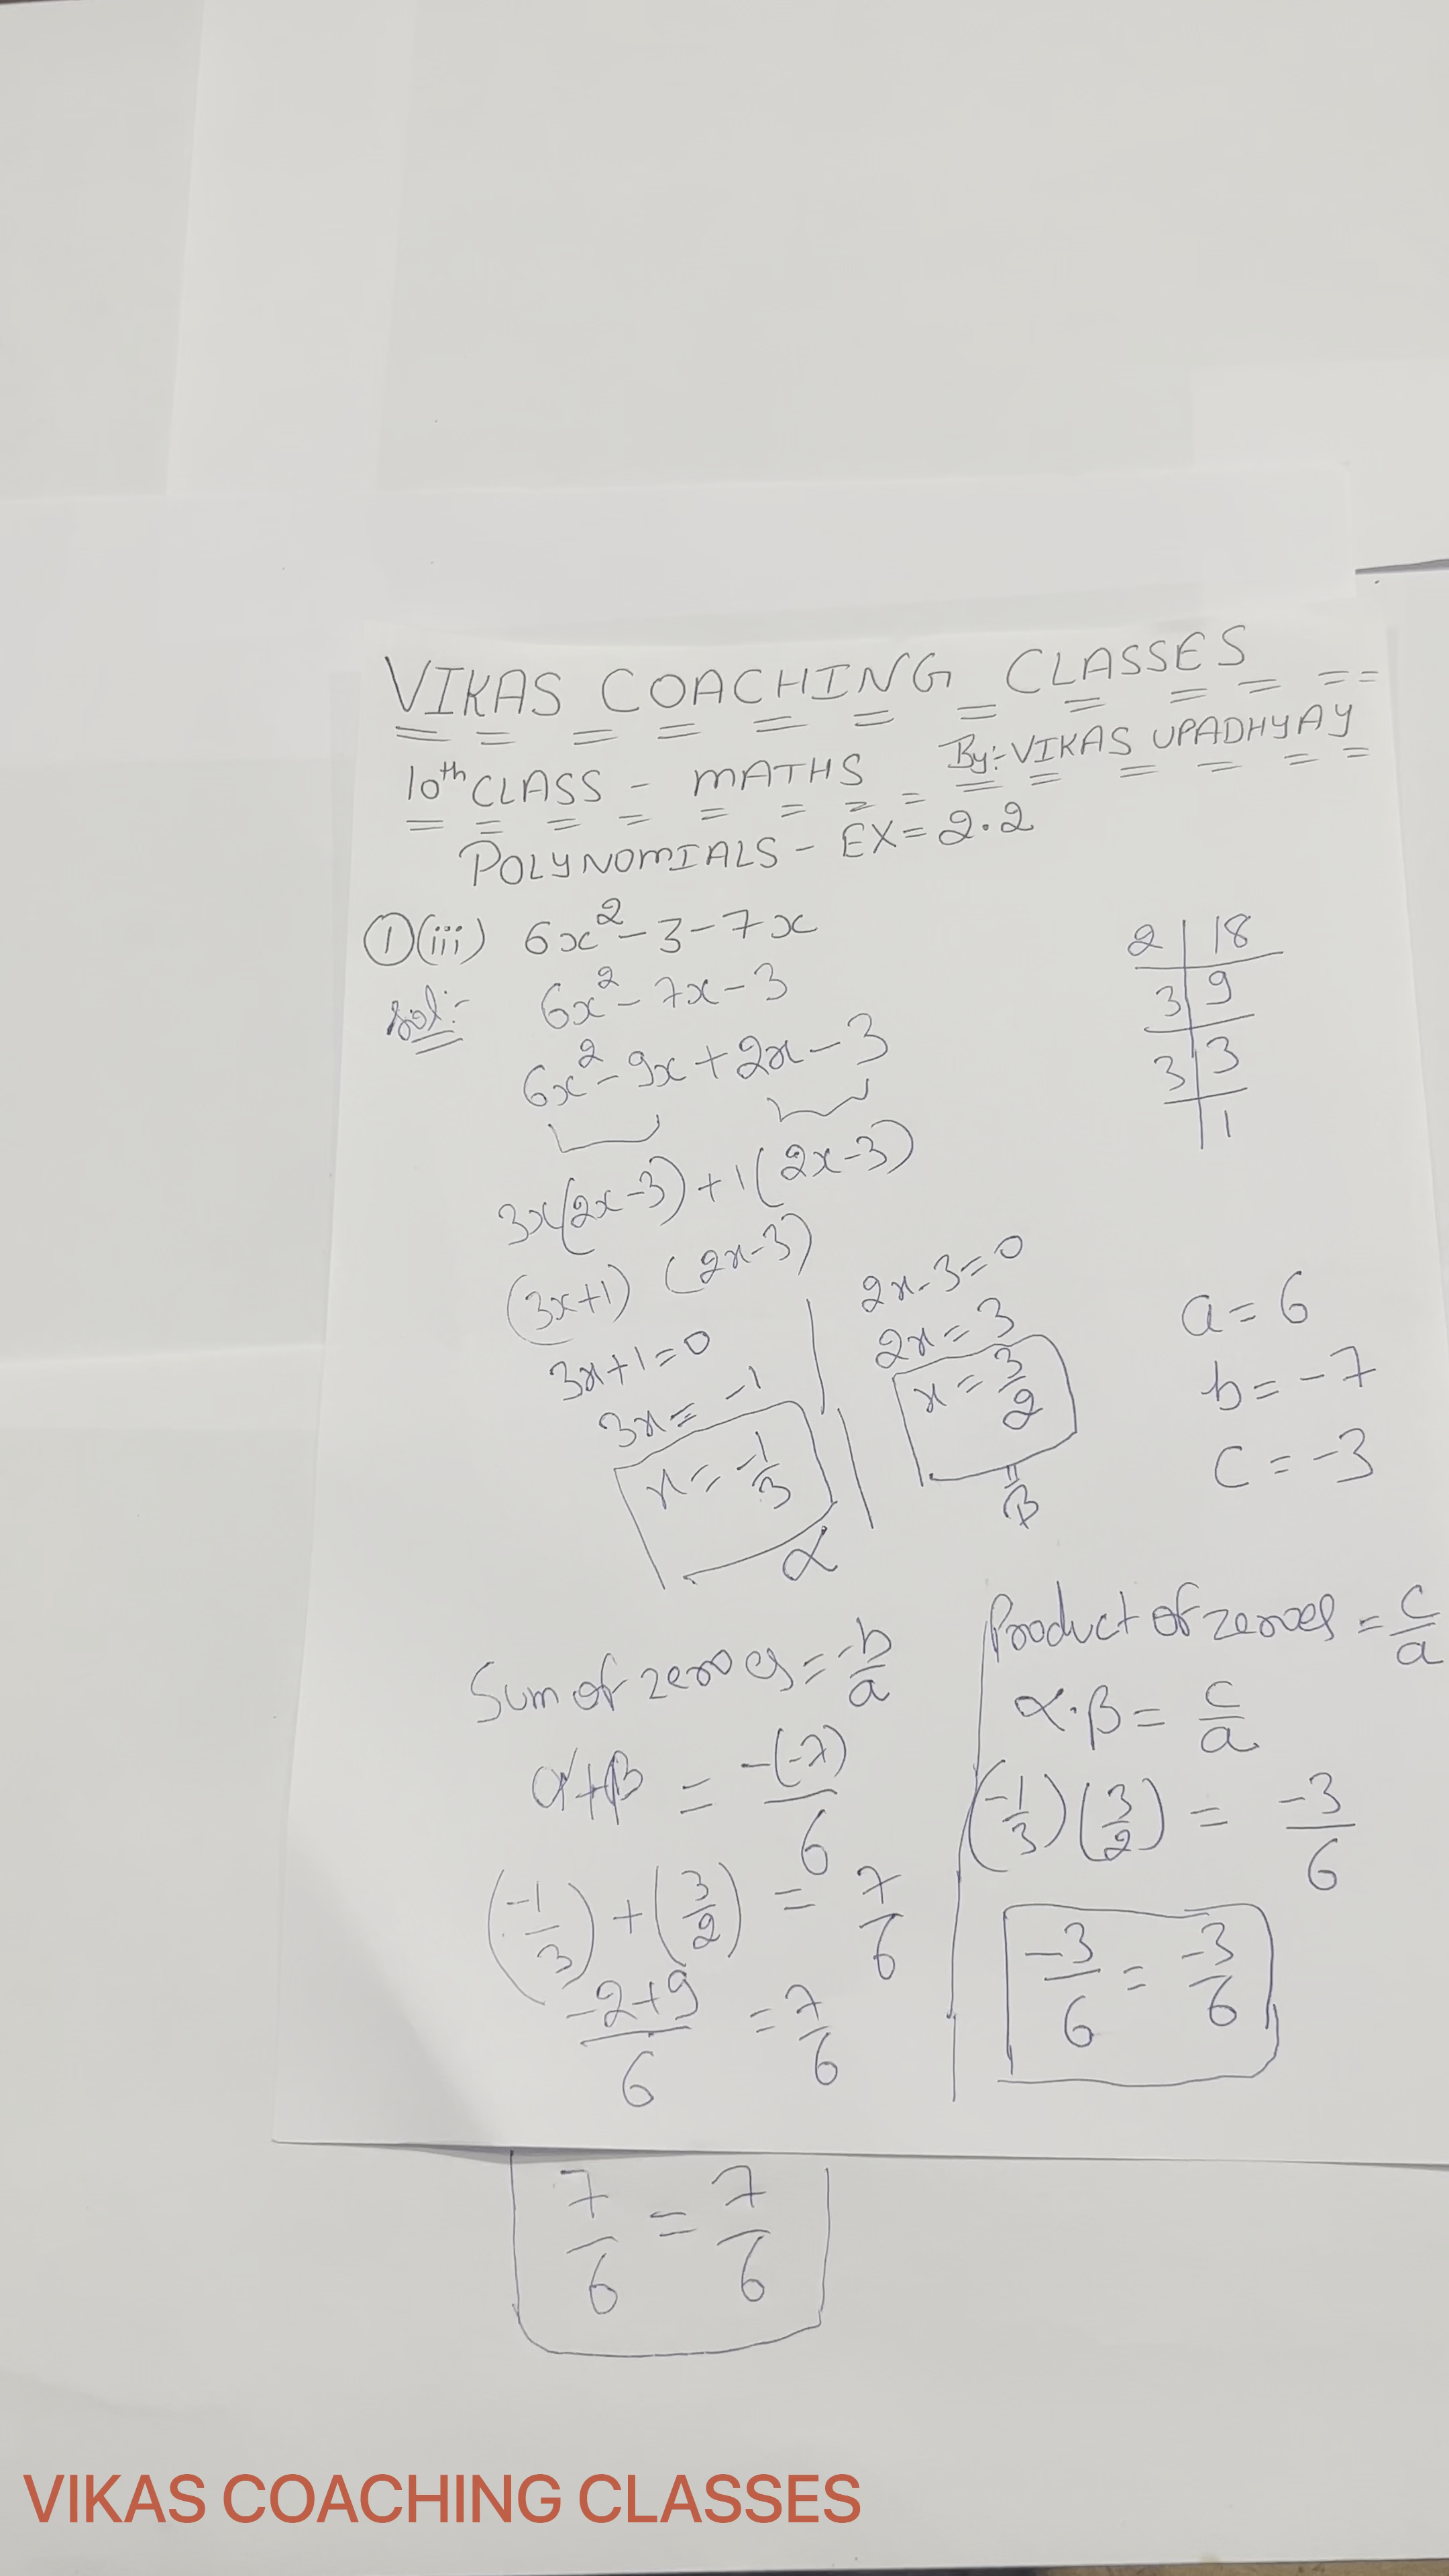 VIKAS COACHING CLASSES
10th CLASS - MATHS By:- VIKAS UPADHYAY
POLYNOMIALS - EX = 2.2
①(iii) 6x² - 3 - 7x
Sol:- 6x² - 7x - 3
6x² - 9x + 2x - 3
3x(2x-3) + 1(2x-3)
(3x+1) (2x-3)
2 | 18
3 | 9
3 | 3
1
3x+1=0
3x = -1
x = -1/3
α
2x-3=0
2x = 3
x = 3/2
β
a = 6
b = -7
c = -3
Sum of zeroes = -b/a
α+β = -(-7)/6
(-1/3) + (3/2) = 7/6
-2+9/6 = 7/6
7/6 = 7/6
Product of zeroes = c/a
α.β = c/a
(-1/3)(3/2) = -3/6
-3/6 = -3/6
VIKAS COACHING CLASSES